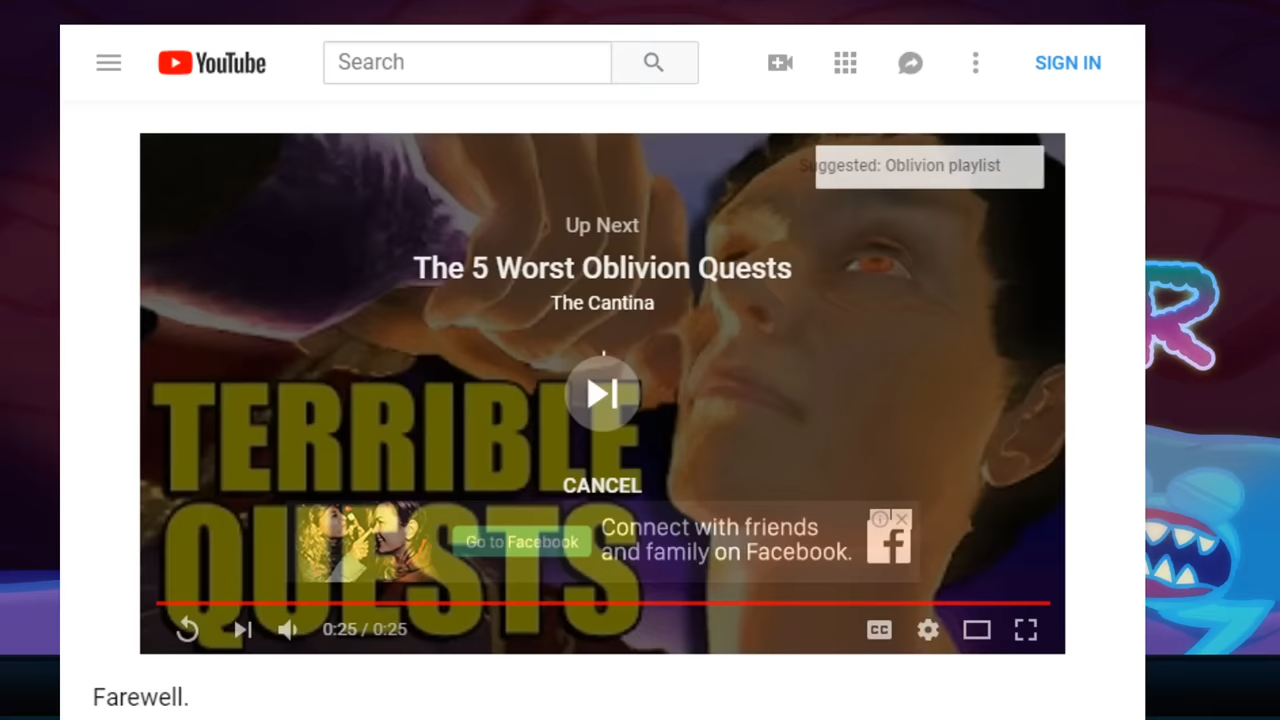 YouTube
Search
SIGN IN
Suggested: Oblivion playlist
Up Next
The 5 Worst Oblivion Quests
The Cantina
TERRIBLE
QUESTS
CANCEL
Go to Facebook
Connect with friends
and family on Facebook.
f
0:25 / 0:25
CC
Farewell.
R